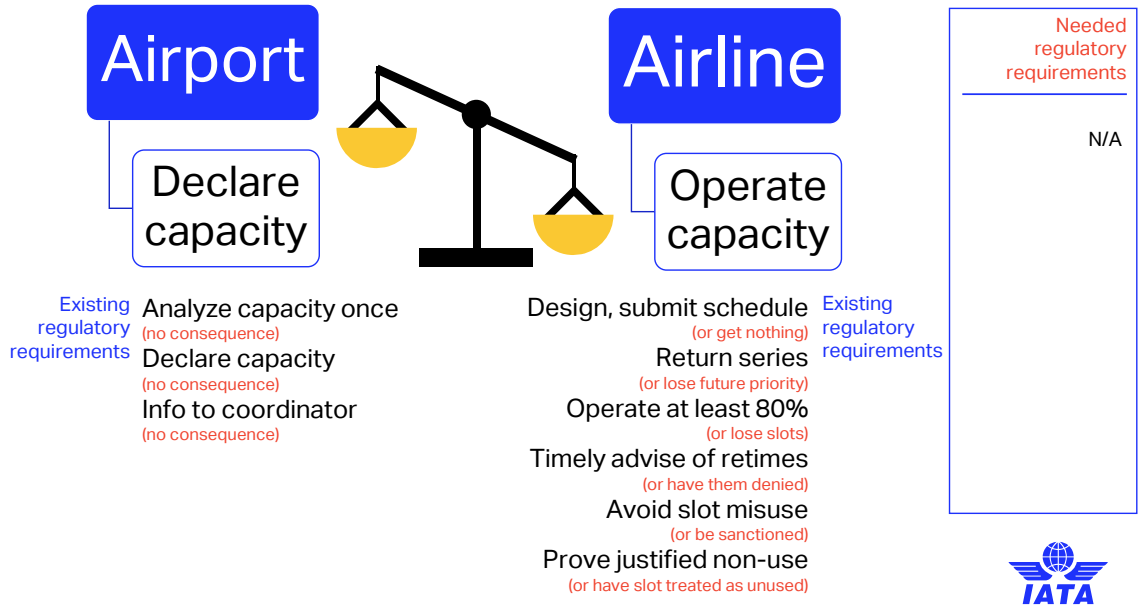 Airport
Declare
capacity
Existing
regulatory
requirements
Analyze capacity once
(no consequence)
Declare capacity
(no consequence)
Info to coordinator
(no consequence)
Airline
Operate
capacity
Design, submit schedule
(or get nothing)
Return series
(or lose future priority)
Operate at least 80%
(or lose slots)
Timely advise of retimes
(or have them denied)
Avoid slot misuse
(or be sanctioned)
Prove justified non-use
(or have slot treated as unused)
Existing
regulatory
requirements
Needed
regulatory
requirements
N/A
IATA